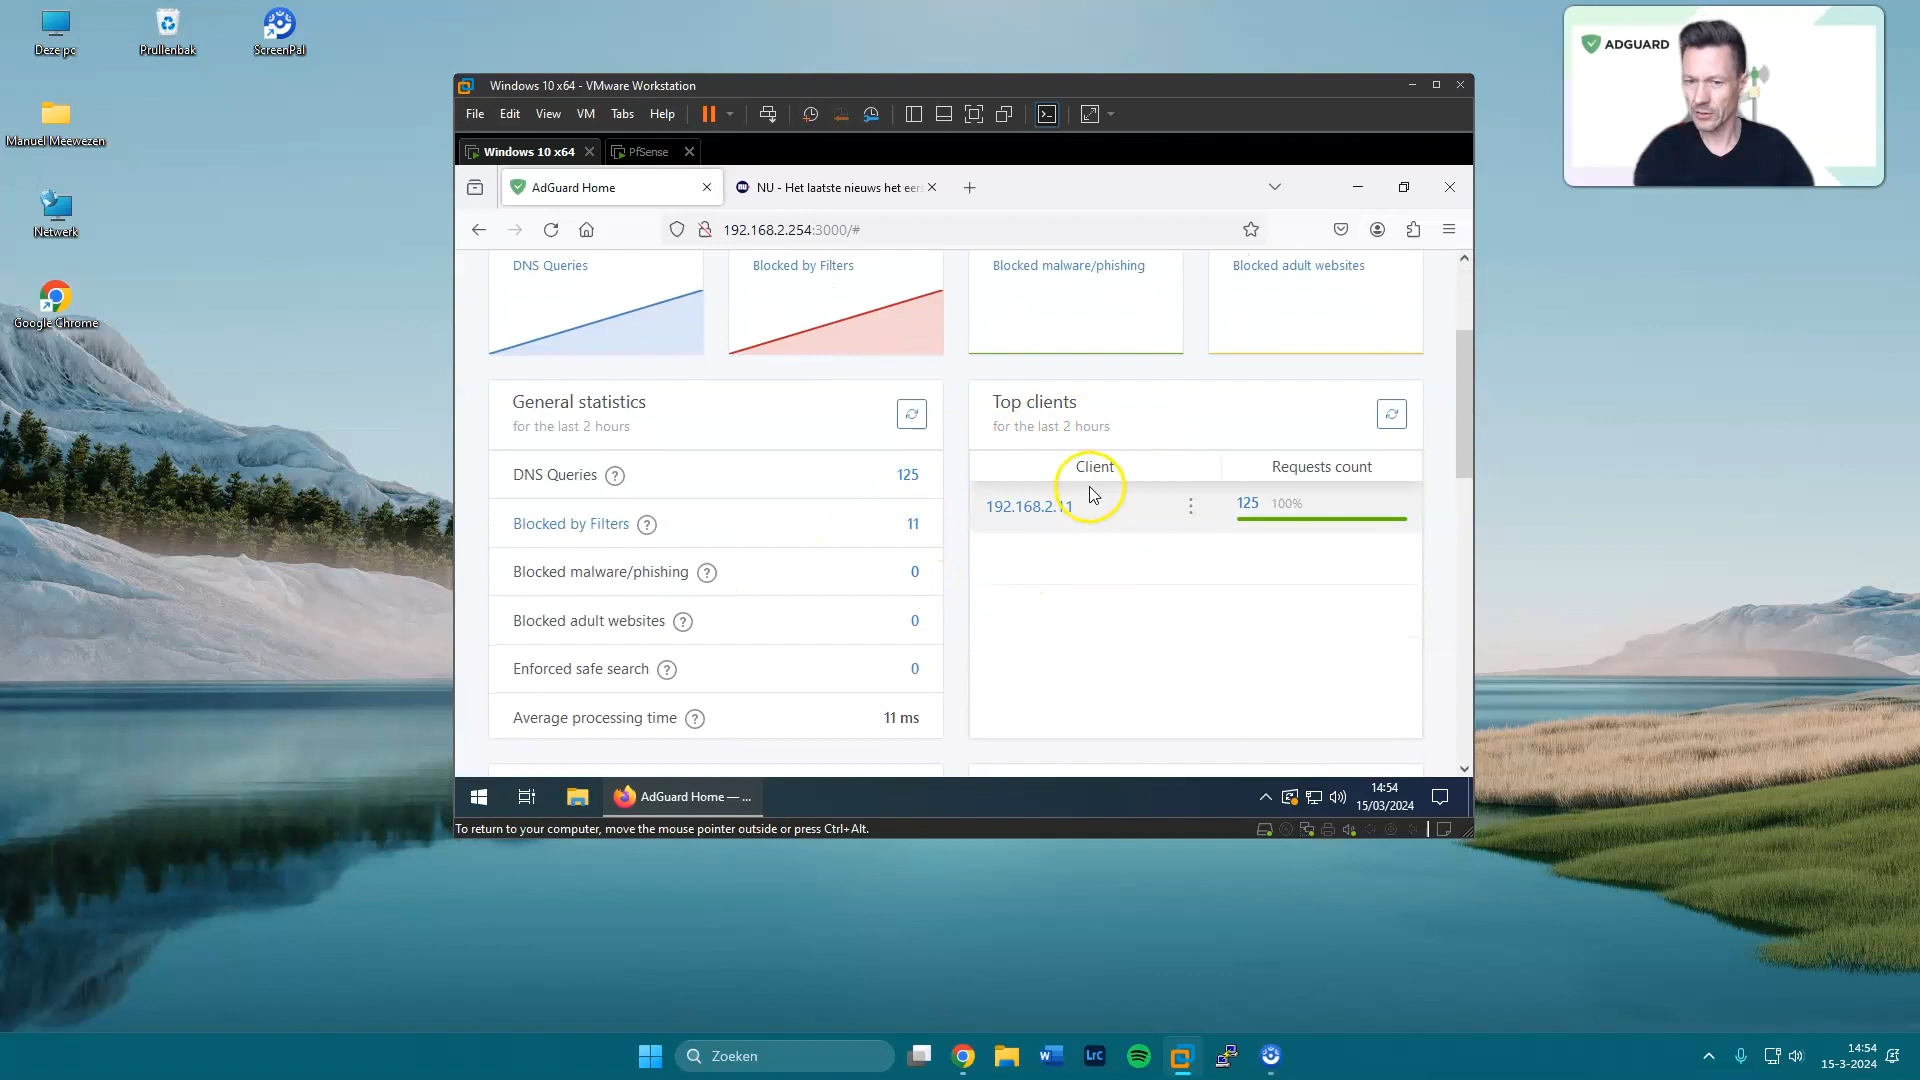 Deze pc
Prullenbak
ScreenPal
Manuel Meewezen
Netwerk
Google Chrome
ADGUARD
Windows 10 x64 - VMware Workstation
File Edit View VM Tabs Help
Windows 10 x64
PfSense
AdGuard Home
NU - Het laatste nieuws het eers
192.168.2.254:3000/#
DNS Queries
Blocked by Filters
Blocked malware/phishing
Blocked adult websites
General statistics
for the last 2 hours
DNS Queries ? 125
Blocked by Filters ? 11
Blocked malware/phishing ? 0
Blocked adult websites ? 0
Enforced safe search ? 0
Average processing time ? 11 ms
Top clients
for the last 2 hours
Client Requests count
192.168.2.11 125 100%
AdGuard Home — ...
14:54
15/03/2024
To return to your computer, move the mouse pointer outside or press Ctrl+Alt.
Zoeken
LrC
14:54
15-3-2024